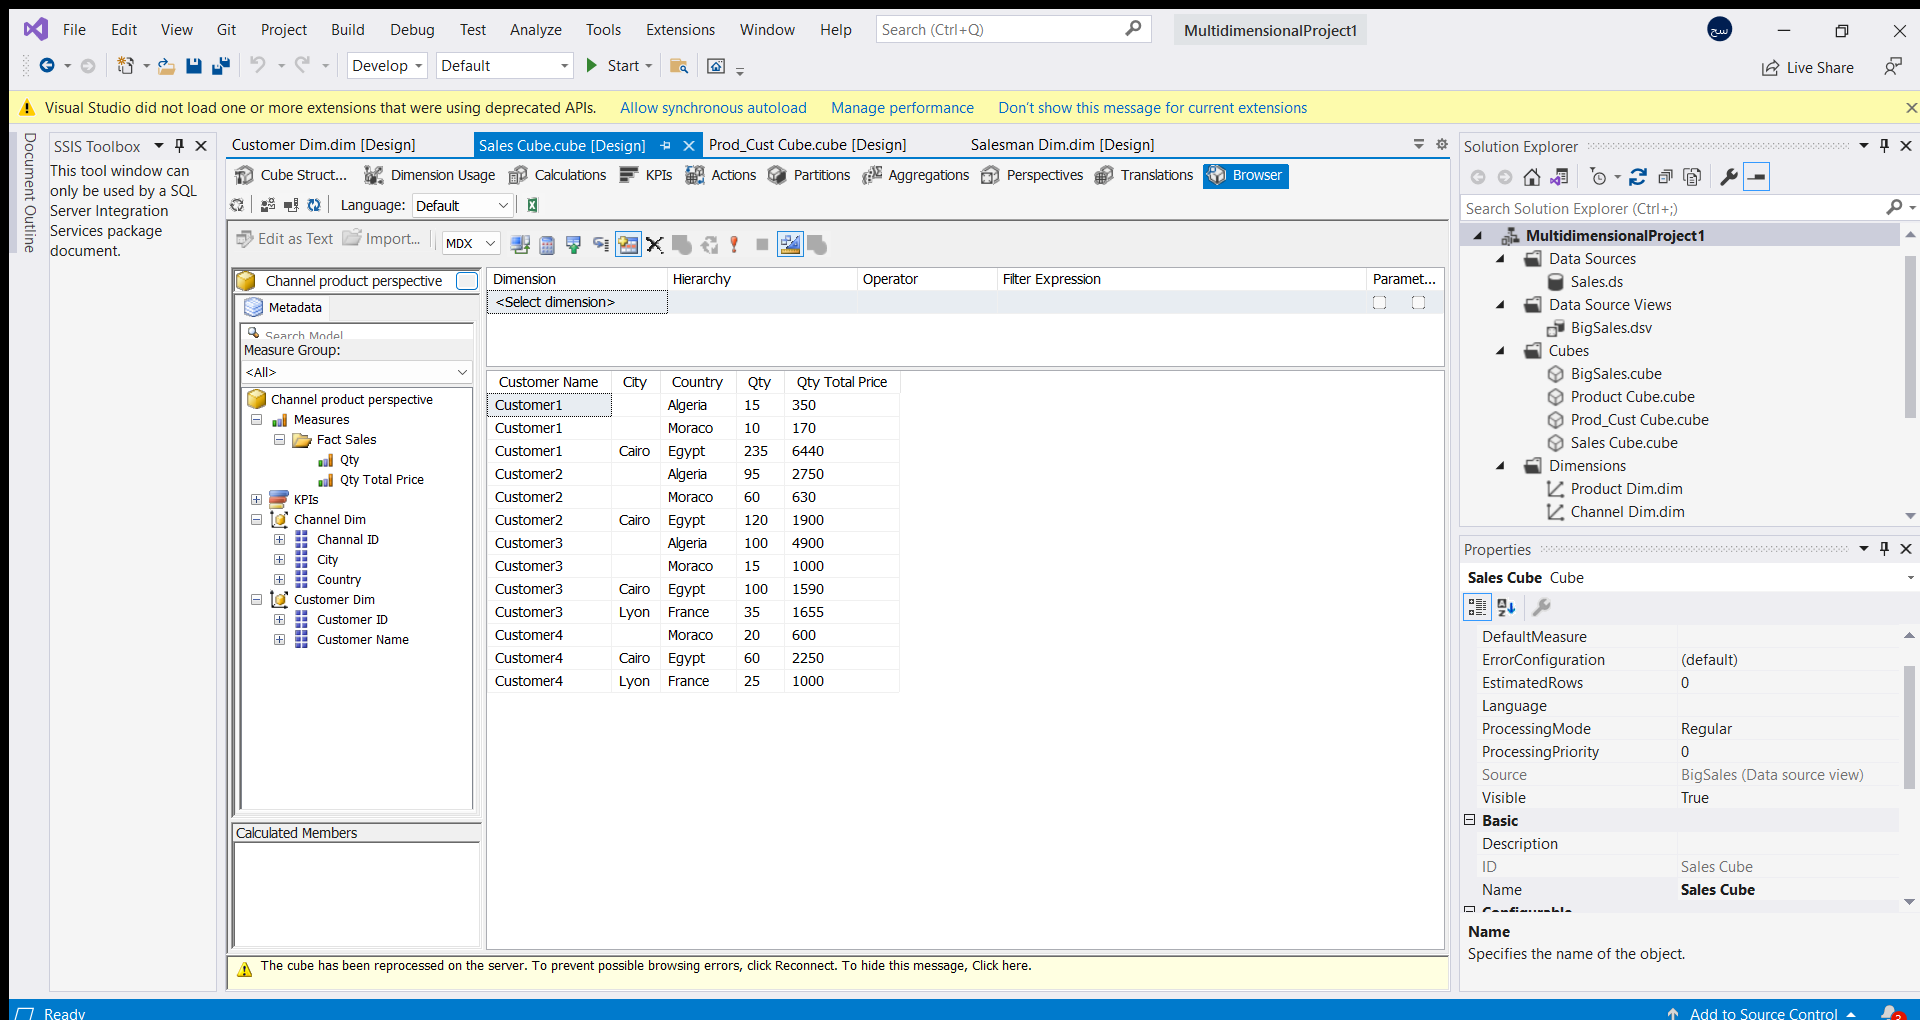 File Edit View Git Project Build Debug Test Analyze Tools Extensions Window Help Search (Ctrl+Q) MultidimensionalProject1
Develop Default Start Live Share
Visual Studio did not load one or more extensions that were using deprecated APIs. Allow synchronous autoload Manage performance Don't show this message for current extensions
Document Outline
SSIS Toolbox
This tool window can
only be used by a SQL
Server Integration
Services package
document.
Customer Dim.dim [Design] Sales Cube.cube [Design] Prod_Cust Cube.cube [Design] Salesman Dim.dim [Design]
Cube Struct... Dimension Usage Calculations KPIs Actions Partitions Aggregations Perspectives Translations Browser
Language: Default
Edit as Text Import... MDX
Channel product perspective
Metadata
Search Model
Measure Group:
<All>
Channel product perspective
Measures
Fact Sales
Qty
Qty Total Price
KPIs
Channel Dim
Channal ID
City
Country
Customer Dim
Customer ID
Customer Name
Calculated Members
Dimension Hierarchy Operator Filter Expression Paramet...
<Select dimension>
Customer Name City Country Qty Qty Total Price
Customer1 Algeria 15 350
Customer1 Moraco 10 170
Customer1 Cairo Egypt 235 6440
Customer2 Algeria 95 2750
Customer2 Moraco 60 630
Customer2 Cairo Egypt 120 1900
Customer3 Algeria 100 4900
Customer3 Moraco 15 1000
Customer3 Cairo Egypt 100 1590
Customer3 Lyon France 35 1655
Customer4 Moraco 20 600
Customer4 Cairo Egypt 60 2250
Customer4 Lyon France 25 1000
The cube has been reprocessed on the server. To prevent possible browsing errors, click Reconnect. To hide this message, Click here.
Solution Explorer
Search Solution Explorer (Ctrl+;)
MultidimensionalProject1
Data Sources
Sales.ds
Data Source Views
BigSales.dsv
Cubes
BigSales.cube
Product Cube.cube
Prod_Cust Cube.cube
Sales Cube.cube
Dimensions
Product Dim.dim
Channel Dim.dim
Properties
Sales Cube Cube
DefaultMeasure
ErrorConfiguration (default)
EstimatedRows 0
Language
ProcessingMode Regular
ProcessingPriority 0
Source BigSales (Data source view)
Visible True
Basic
Description
ID Sales Cube
Name Sales Cube
Configurable
Name
Specifies the name of the object.
Ready Add to Source Control